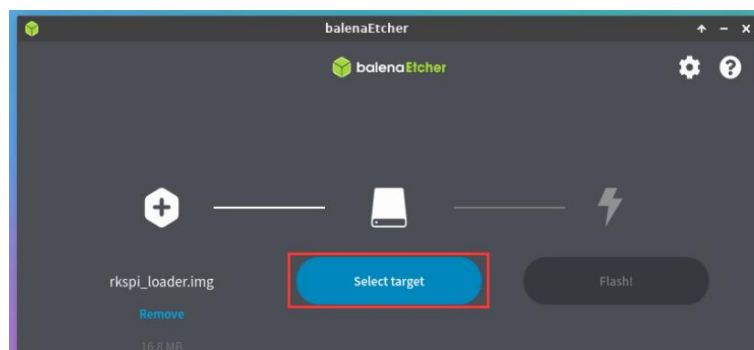 balenaEtcher
balenaEtcher
rkspi_loader.img
Select target
Flash!
Remove
16.8 MB